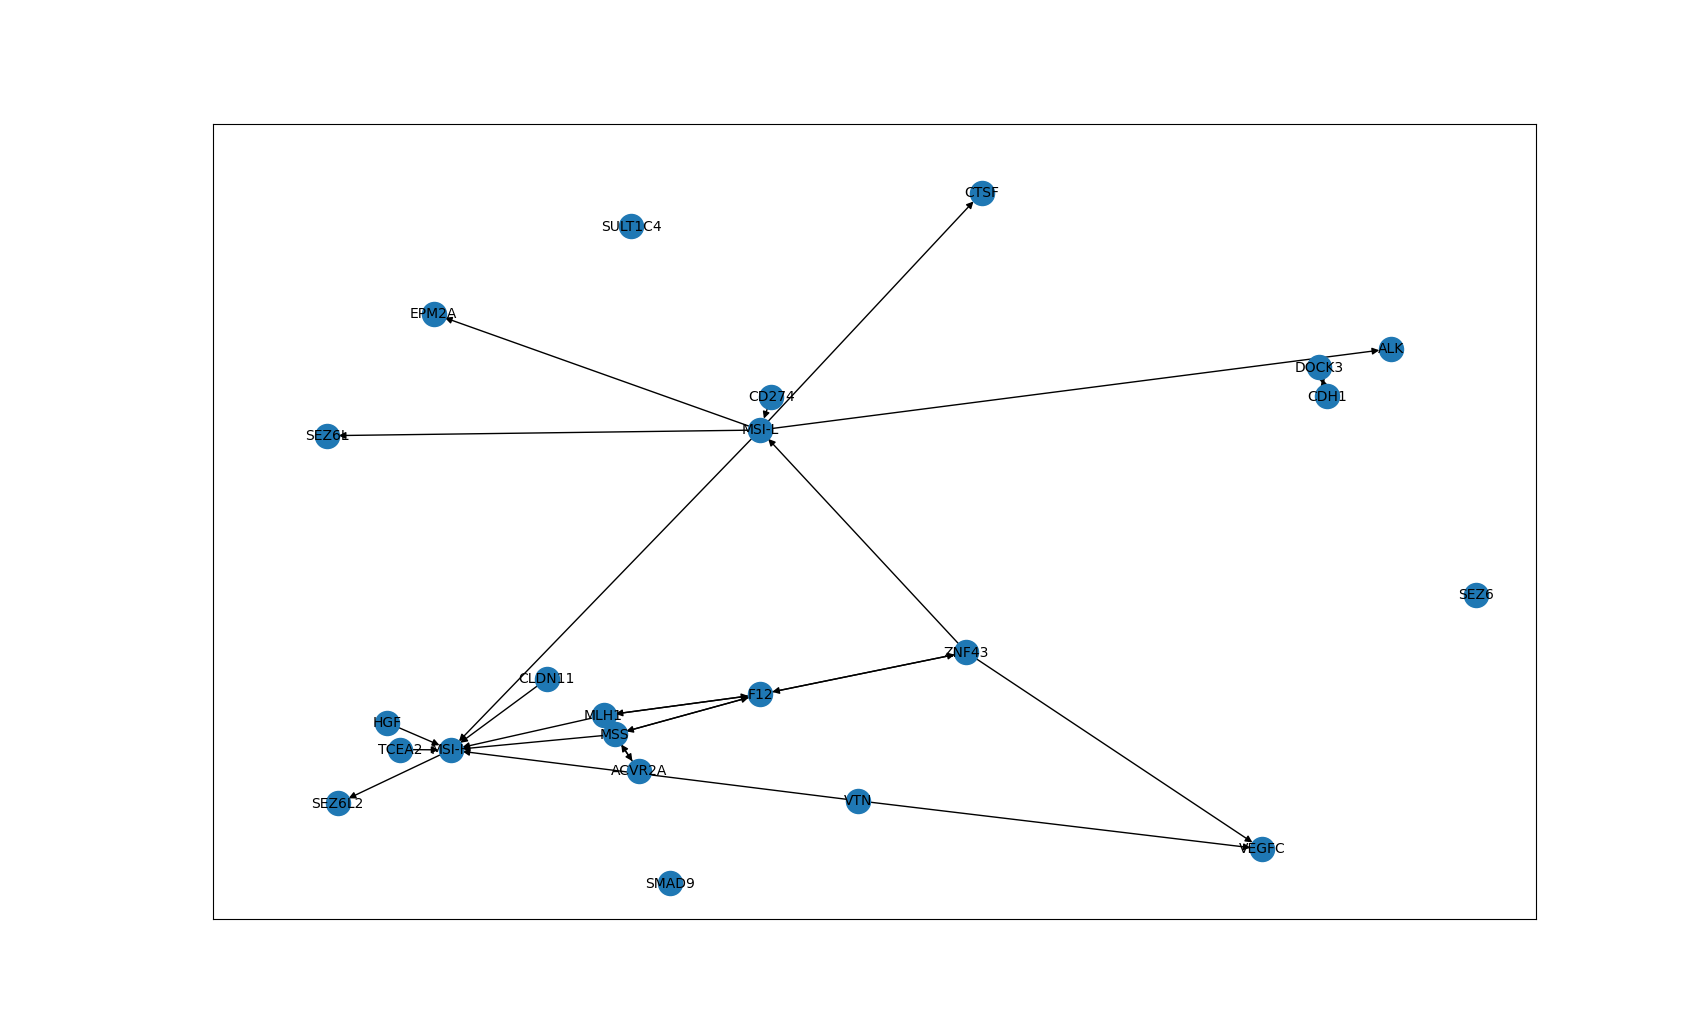 CTSF
SULT1C4
EPM2A
ALK
DOCK3
CD274
CDH1
MSI-L
SEZ6L
SEZ6
ZNF43
CLDN11
F12
MLH1
HGF
MSS
TCEA2
MSI-H
ACVR2A
VTN
SEZ6L2
VEGFC
SMAD9